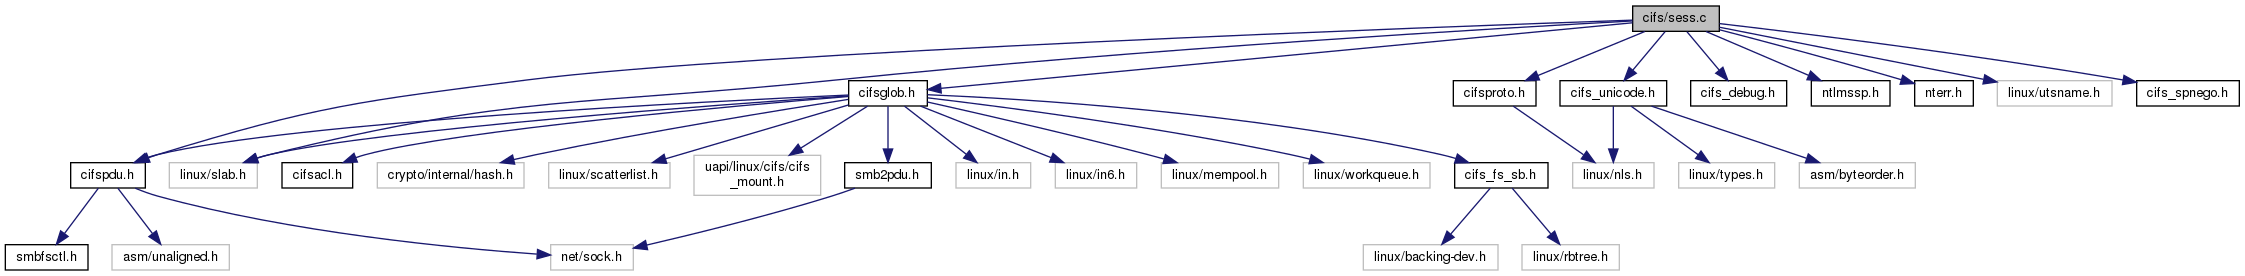 cifs/sess.c
cifsglob.h
cifsproto.h
cifs_unicode.h
cifs_debug.h
ntlmssp.h
nterr.h
linux/utsname.h
cifs_spnego.h
cifspdu.h
linux/slab.h
cifsacl.h
crypto/internal/hash.h
linux/scatterlist.h
uapi/linux/cifs/cifs
_mount.h
smb2pdu.h
linux/in.h
linux/in6.h
linux/mempool.h
linux/workqueue.h
cifs_fs_sb.h
linux/nls.h
linux/types.h
asm/byteorder.h
smbfsctl.h
asm/unaligned.h
net/sock.h
linux/backing-dev.h
linux/rbtree.h